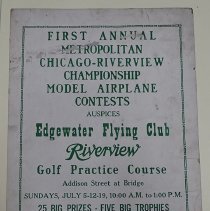 FIRST ANNUAL
METROPOLITAN
CHICAGO-RIVERVIEW
CHAMPIONSHIP
MODEL AIRPLANE
CONTESTS
AUSPICES
Edgewater Flying Club
Riverview
Golf Practice Course
Addison Street at Bridge
SUNDAYS, JULY 5-12-19, 10:00 A.M. to 1:00 P.M.
25 BIG PRIZES - FIVE BIG TROPHIES